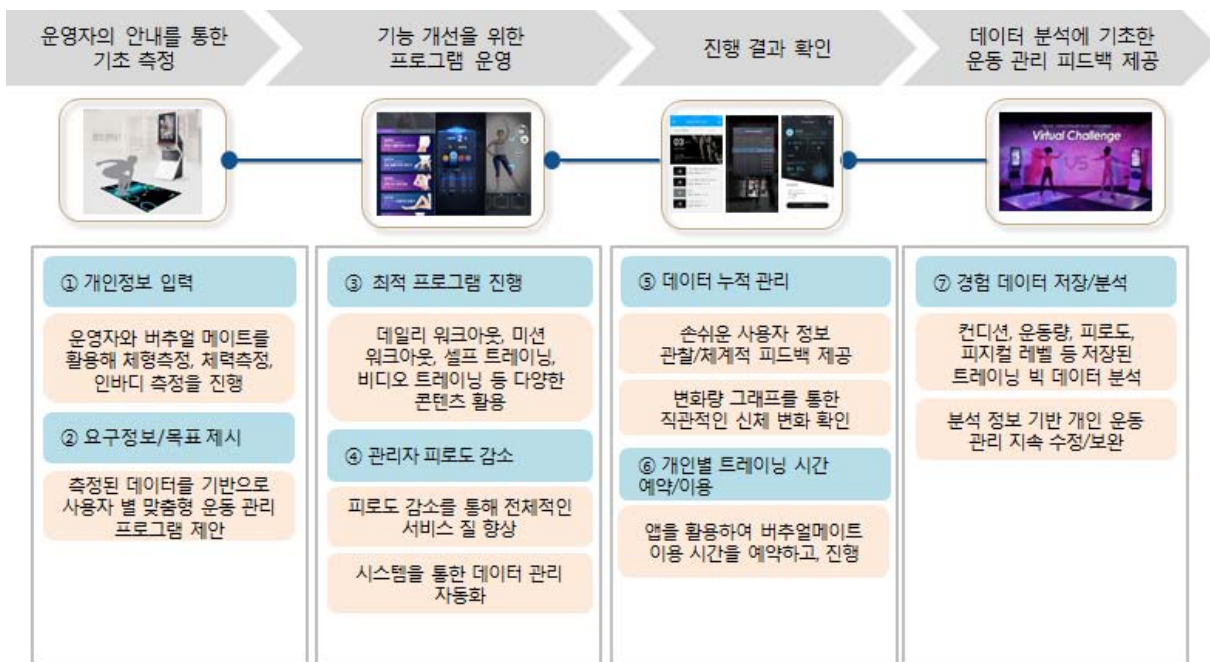 운영자의 안내를 통한
기초 측정
기능 개선을 위한
프로그램 운영
진행 결과 확인
데이터 분석에 기초한
운동 관리 피드백 제공
Virtual Challenge
VS
① 개인정보 입력
운영자와 버추얼 메이트를
활용해 체형측정, 체력측정,
인바디 측정을 진행
② 요구정보/목표 제시
측정된 데이터를 기반으로
사용자 별 맞춤형 운동 관리
프로그램 제안
③ 최적 프로그램 진행
데일리 워크아웃, 미션
워크아웃, 셀프 트레이닝,
비디오 트레이닝 등 다양한
콘텐츠 활용
④ 관리자 피로도 감소
피로도 감소를 통해 전체적인
서비스 질 향상
시스템을 통한 데이터 관리
자동화
⑤ 데이터 누적 관리
손쉬운 사용자 정보
관찰/체계적 피드백 제공
변화량 그래프를 통한
직관적인 신체 변화 확인
⑥ 개인별 트레이닝 시간
예약/이용
앱을 활용하여 버추얼메이트
이용 시간을 예약하고, 진행
⑦ 경험 데이터 저장/분석
컨디션, 운동량, 피로도,
피지컬 레벨 등 저장된
트레이닝 빅 데이터 분석
분석 정보 기반 개인 운동
관리 지속 수정/보완